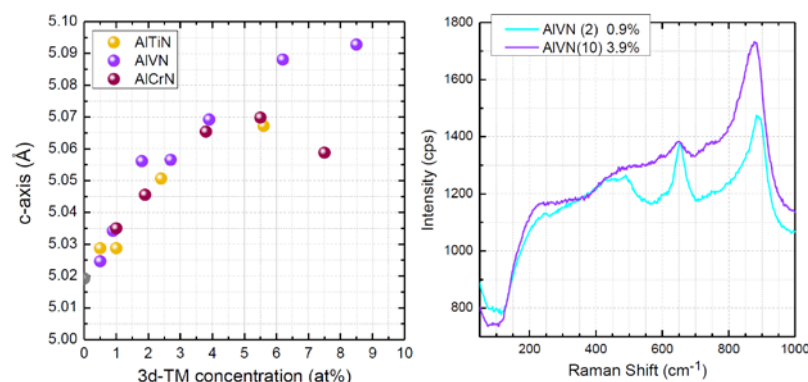 5.10
5.09
5.08
5.07
5.06
5.05
5.04
5.03
5.02
5.01
5.00
c-axis (Å)
AlTiN
AlVN
AlCrN
0 1 2 3 4 5 6 7 8 9 10
3d-TM concentration (at%)
1800
1600
1400
1200
1000
800
Intensity (cps)
AlVN (2) 0.9%
AlVN(10) 3.9%
200 400 600 800 1000
Raman Shift (cm⁻¹)